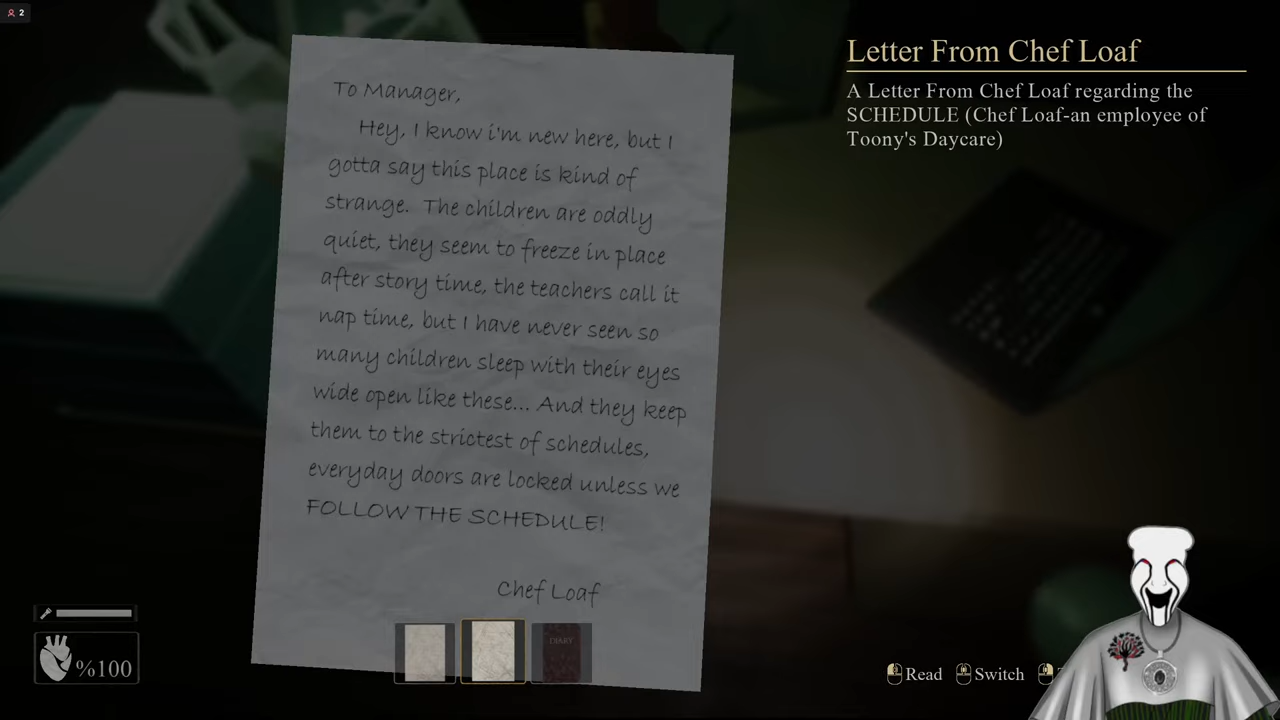 2
Letter From Chef Loaf
A Letter From Chef Loaf regarding the
SCHEDULE (Chef Loaf-an employee of
Toony's Daycare)
To Manager,
Hey, I know i'm new here, but I
gotta say this place is kind of
strange. The children are oddly
quiet, they seem to freeze in place
after story time, the teachers call it
nap time, but I have never seen so
many children sleep with their eyes
wide open like these... And they keep
them to the strictest of schedules,
everyday doors are locked unless we
FOLLOW THE SCHEDULE!
Chef Loaf
DIARY
%100
Read
Switch